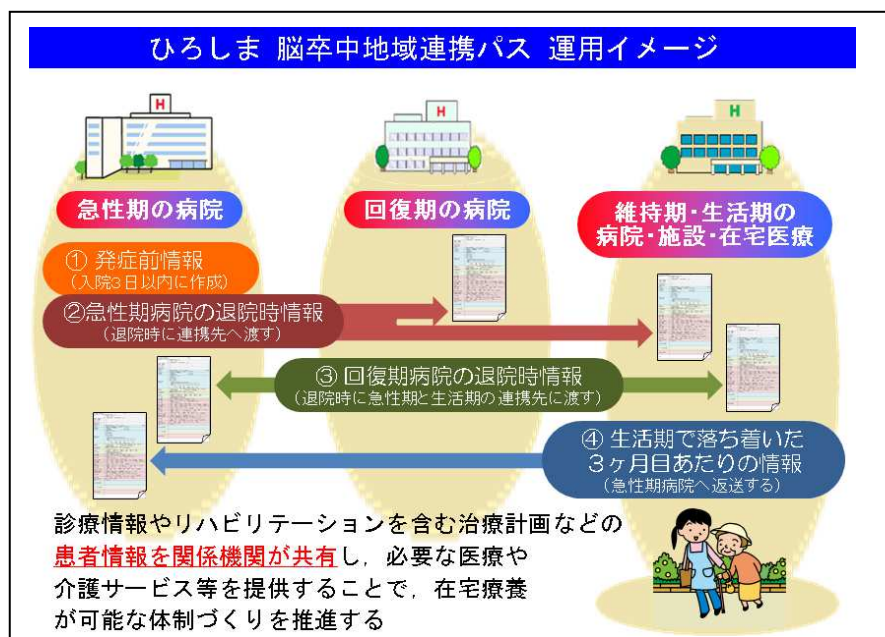 ひろしま 脳卒中地域連携パス 運用イメージ
H
H
H
急性期の病院
回復期の病院
維持期・生活期の
病院・施設・在宅医療
① 発症前情報
(入院3日以内に作成)
②急性期病院の退院時情報
(退院時に連携先へ渡す)
③ 回復期病院の退院時情報
(退院時に急性期と生活期の連携先に渡す)
④ 生活期で落ち着いた
3ヶ月目あたりの情報
(急性期病院へ返送する)
診療情報やリハビリテーションを含む治療計画などの
患者情報を関係機関が共有し，必要な医療や
介護サービス等を提供することで，在宅療養
が可能な体制づくりを推進する